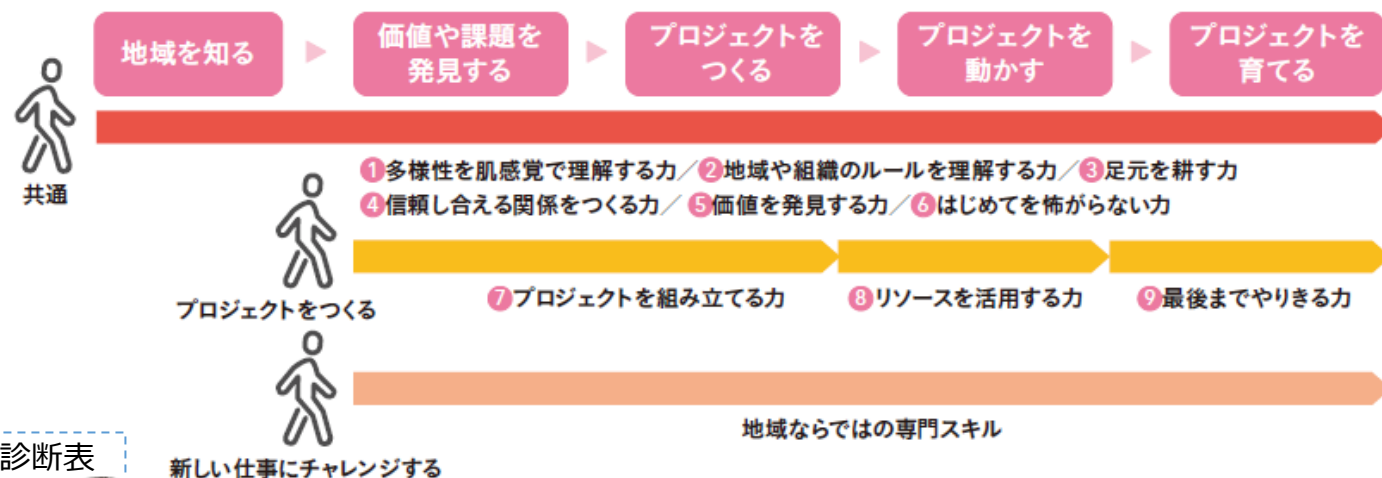 地域を知る
価値や課題を
発見する
プロジェクトを
つくる
プロジェクトを
動かす
プロジェクトを
育てる
共通
❶多様性を肌感覚で理解する力／❷地域や組織のルールを理解する力／❸足元を耕す力
❹信頼し合える関係をつくる力／❺価値を発見する力／❻はじめてを怖がらない力
プロジェクトをつくる
❼プロジェクトを組み立てる力
❽リソースを活用する力
❾最後までやりきる力
地域ならではの専門スキル
新しい仕事にチャレンジする
診断表